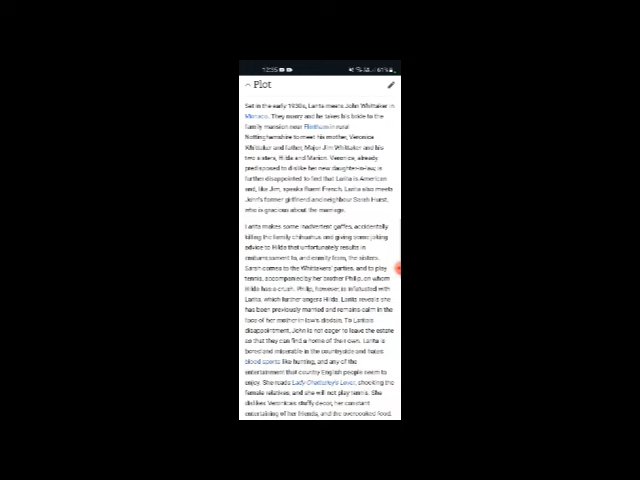 12:35
61%
Plot
Set in the early 1930s, Larita meets John Whittaker in
Monaco. They marry and he takes his bride to the
family mansion near Flintham in rural
Nottinghamshire to meet his mother, Veronica
Whittaker and father, Major Jim Whittaker and his
two sisters, Hilda and Marion. Veronica, already
predisposed to dislike her new daughter-in-law, is
further disappointed to find that Larita is American
and, like Jim, speaks fluent French. Larita also meets
John's former girlfriend and neighbour Sarah Hurst,
who is gracious about the marriage.
Larita makes some inadvertent gaffes, accidentally
killing the family chihuahua and giving some joking
advice to Hilda that unfortunately results in
embarrassment to, and enmity from, the sisters.
Sarah comes to the Whittakers' parties, and to play
tennis, accompanied by her brother Philip, on whom
Hilda has a crush. Philip, however, is infatuated with
Larita, which further angers Hilda. Larita reveals she
has been previously married and remains calm in the
face of her mother-in-law's disdain. To Larita's
disappointment, John is not eager to leave the estate
so that they can find a home of their own. Larita is
bored and miserable in the countryside and hates
blood sports like hunting, and any of the
entertainment that country English people seem to
enjoy. She reads Lady Chatterley's Lover, shocking the
female relatives, and she will not play tennis. She
dislikes Veronica's stuffy decor, her constant
entertaining of her friends, and the overcooked food.